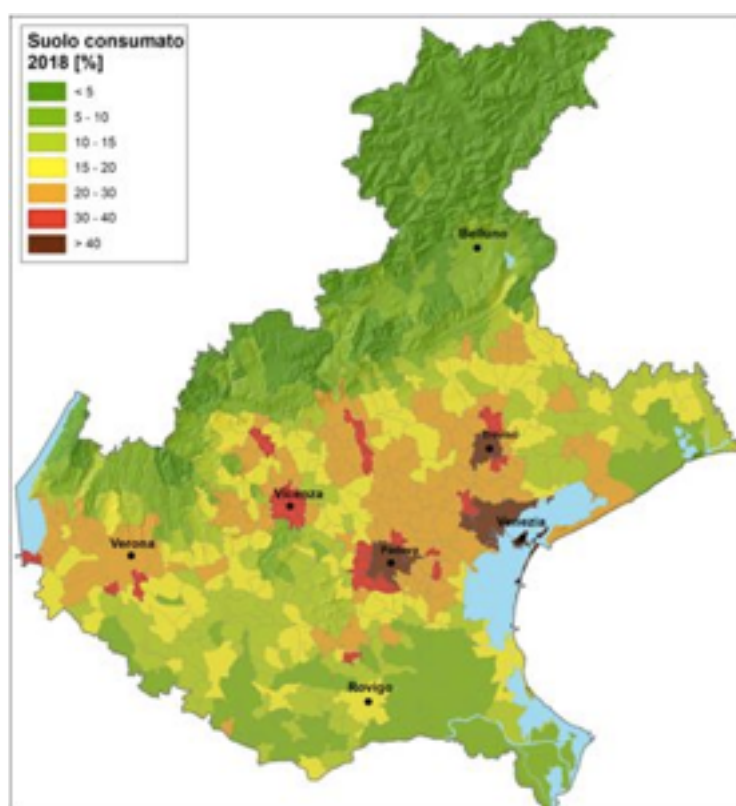 Suolo consumato
2018 [%]
< 5
5 - 10
10 - 15
15 - 20
20 - 30
30 - 40
> 40
Belluno
Treviso
Vicenza
Venezia
Verona
Padova
Rovigo